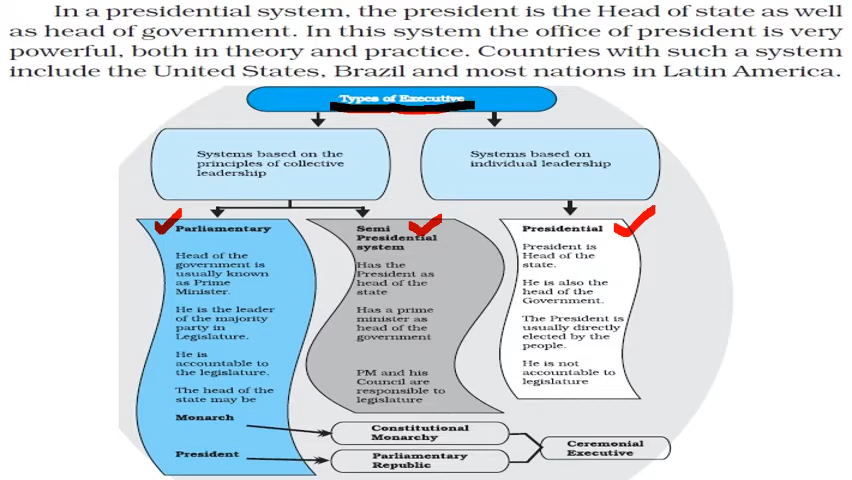 In a presidential system, the president is the Head of state as well
as head of government. In this system the office of president is very
powerful, both in theory and practice. Countries with such a system
include the United States, Brazil and most nations in Latin America.
Types of Executive
Systems based on the
principles of collective
leadership
Systems based on
individual leadership
Parliamentary
Head of the
government is
usually known
as Prime
Minister.
He is the leader
of the majority
party in
Legislature.
He is
accountable to
the legislature.
The head of the
state may be
Monarch
President
Semi
Presidential
system
Has the
President as
head of the
state
Has a prime
minister as
head of the
government
PM and his
Council are
responsible to
legislature
Presidential
President is
Head of the
state.
He is also the
head of the
Government.
The President is
usually directly
elected by the
people.
He is not
accountable to
legislature
Constitutional
Monarchy
Parliamentary
Republic
Ceremonial
Executive